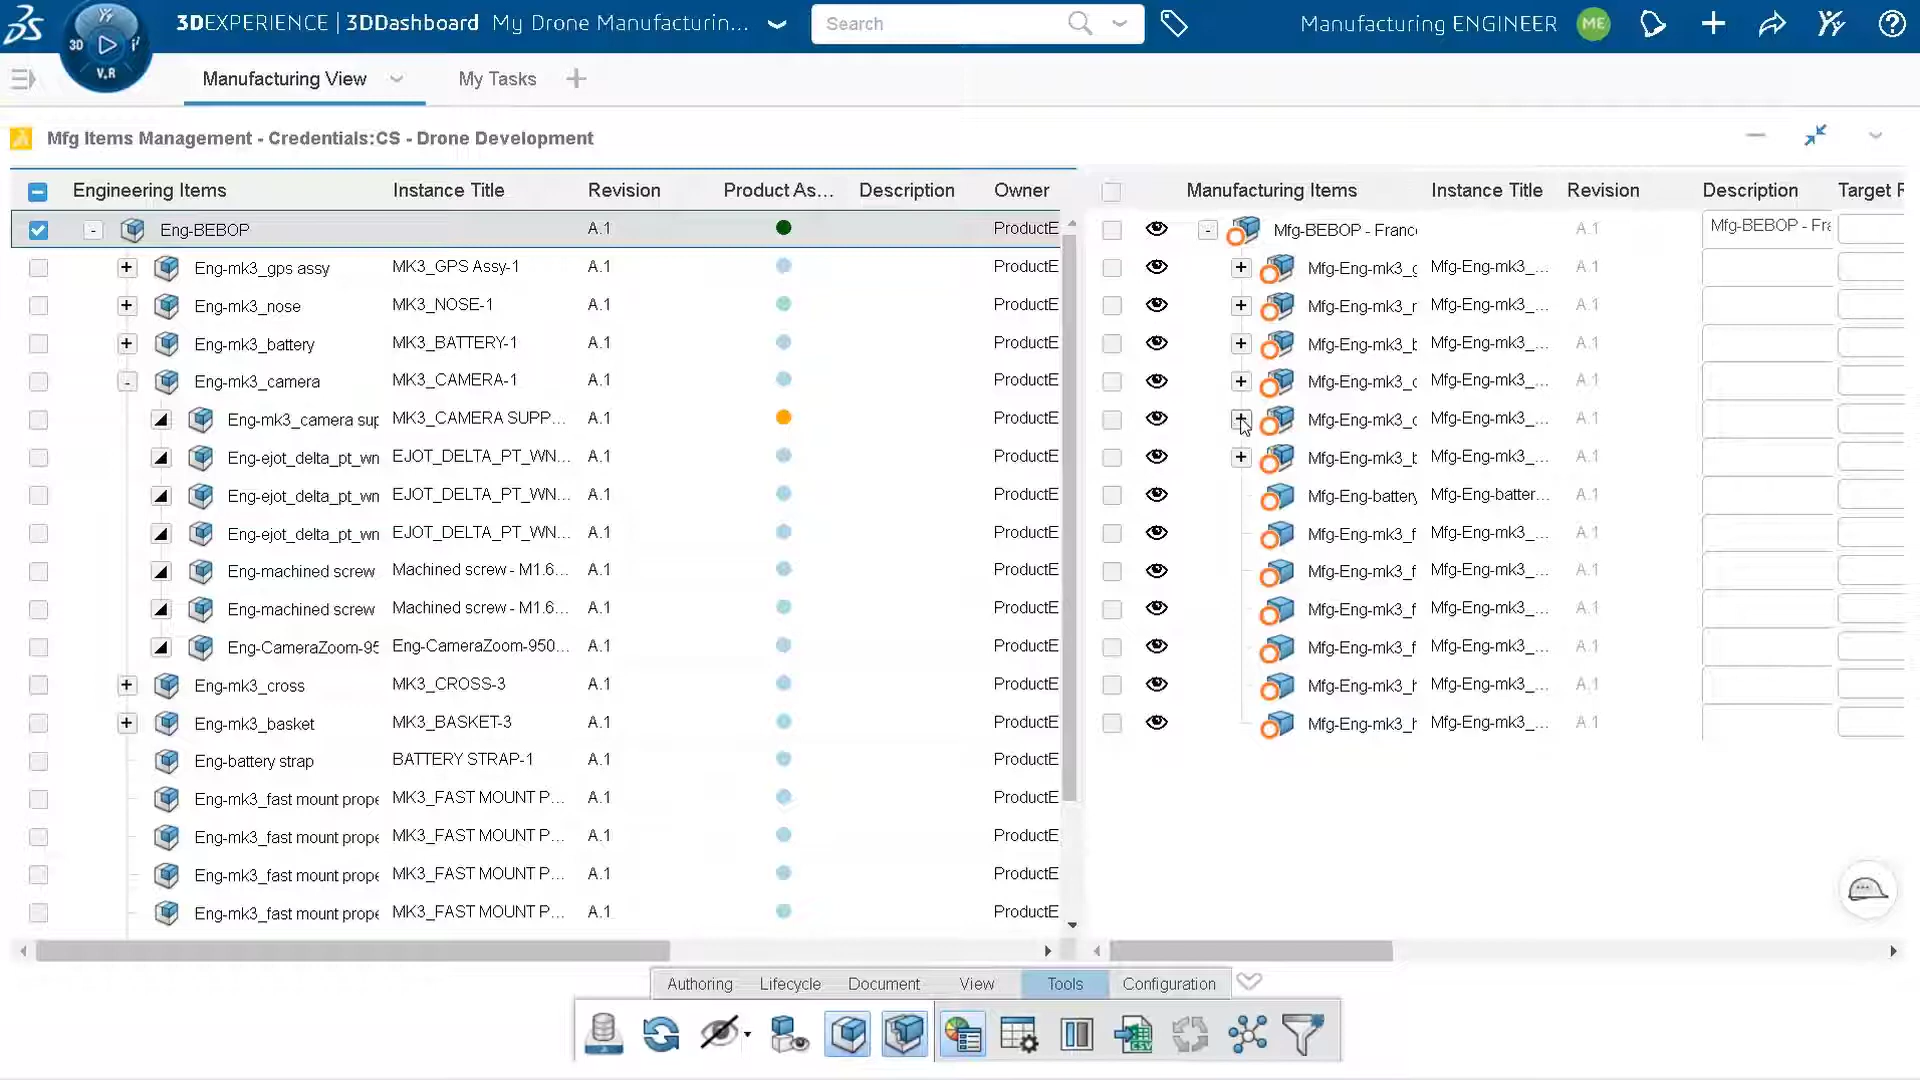 3DEXPERIENCE | 3DDashboard My Drone Manufacturin... Search Manufacturing ENGINEER ME
3D V,R
Manufacturing View My Tasks
Mfg Items Management - Credentials:CS - Drone Development
Engineering Items Instance Title Revision Product As... Description Owner Manufacturing Items Instance Title Revision Description Target R
Eng-BEBOP A.1 ProductE Mfg-BEBOP - Franc A.1 Mfg-BEBOP - Fra
Eng-mk3_gps assy MK3_GPS Assy-1 A.1 ProductE Mfg-Eng-mk3_g Mfg-Eng-mk3_... A.1
Eng-mk3_nose MK3_NOSE-1 A.1 ProductE Mfg-Eng-mk3_r Mfg-Eng-mk3_... A.1
Eng-mk3_battery MK3_BATTERY-1 A.1 ProductE Mfg-Eng-mk3_b Mfg-Eng-mk3_... A.1
Eng-mk3_camera MK3_CAMERA-1 A.1 ProductE Mfg-Eng-mk3_c Mfg-Eng-mk3_... A.1
Eng-mk3_camera sup MK3_CAMERA SUPP... A.1 ProductE Mfg-Eng-mk3_c Mfg-Eng-mk3_... A.1
Eng-ejot_delta_pt_wn EJOT_DELTA_PT_WN... A.1 ProductE Mfg-Eng-mk3_b Mfg-Eng-mk3_... A.1
Eng-ejot_delta_pt_wn EJOT_DELTA_PT_WN... A.1 ProductE Mfg-Eng-battery Mfg-Eng-batter... A.1
Eng-ejot_delta_pt_wn EJOT_DELTA_PT_WN... A.1 ProductE Mfg-Eng-mk3_f Mfg-Eng-mk3_... A.1
Eng-machined screw Machined screw - M1.6... A.1 ProductE Mfg-Eng-mk3_f Mfg-Eng-mk3_... A.1
Eng-machined screw Machined screw - M1.6... A.1 ProductE Mfg-Eng-mk3_f Mfg-Eng-mk3_... A.1
Eng-CameraZoom-95 Eng-CameraZoom-950... A.1 ProductE Mfg-Eng-mk3_f Mfg-Eng-mk3_... A.1
Eng-mk3_cross MK3_CROSS-3 A.1 ProductE Mfg-Eng-mk3_h Mfg-Eng-mk3_... A.1
Eng-mk3_basket MK3_BASKET-3 A.1 ProductE Mfg-Eng-mk3_h Mfg-Eng-mk3_... A.1
Eng-battery strap BATTERY STRAP-1 A.1 ProductE
Eng-mk3_fast mount prope MK3_FAST MOUNT P... A.1 ProductE
Eng-mk3_fast mount prope MK3_FAST MOUNT P... A.1 ProductE
Eng-mk3_fast mount prope MK3_FAST MOUNT P... A.1 ProductE
Eng-mk3_fast mount prope MK3_FAST MOUNT P... A.1 ProductE
Authoring Lifecycle Document View Tools Configuration
CSV